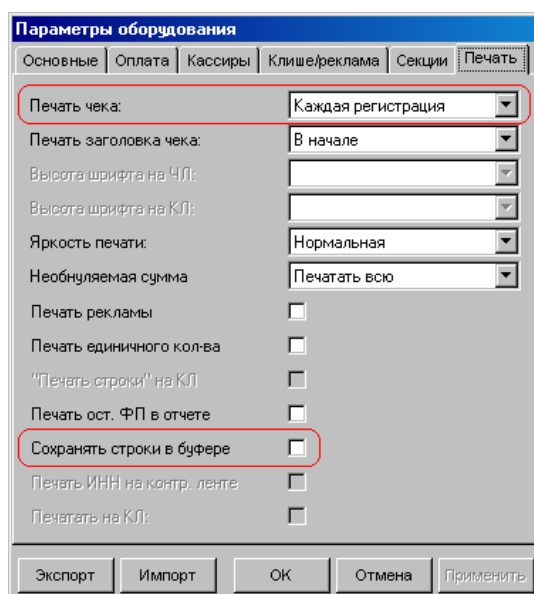 Параметры оборудования
Основные Оплата Кассиры Клише/реклама Секции Печать
Печать чека: Каждая регистрация
Печать заголовка чека: В начале
Высота шрифта на ЧЛ:
Высота шрифта на КЛ:
Яркость печати: Нормальная
Необнуляемая сумма Печатать всю
Печать рекламы
Печать единичного кол-ва
"Печать строки" на КЛ
Печать ост. ФП в отчете
Сохранять строки в буфере
Печать ИНН на контр. ленте
Печатать на КЛ:
Экспорт Импорт OK Отмена Применить